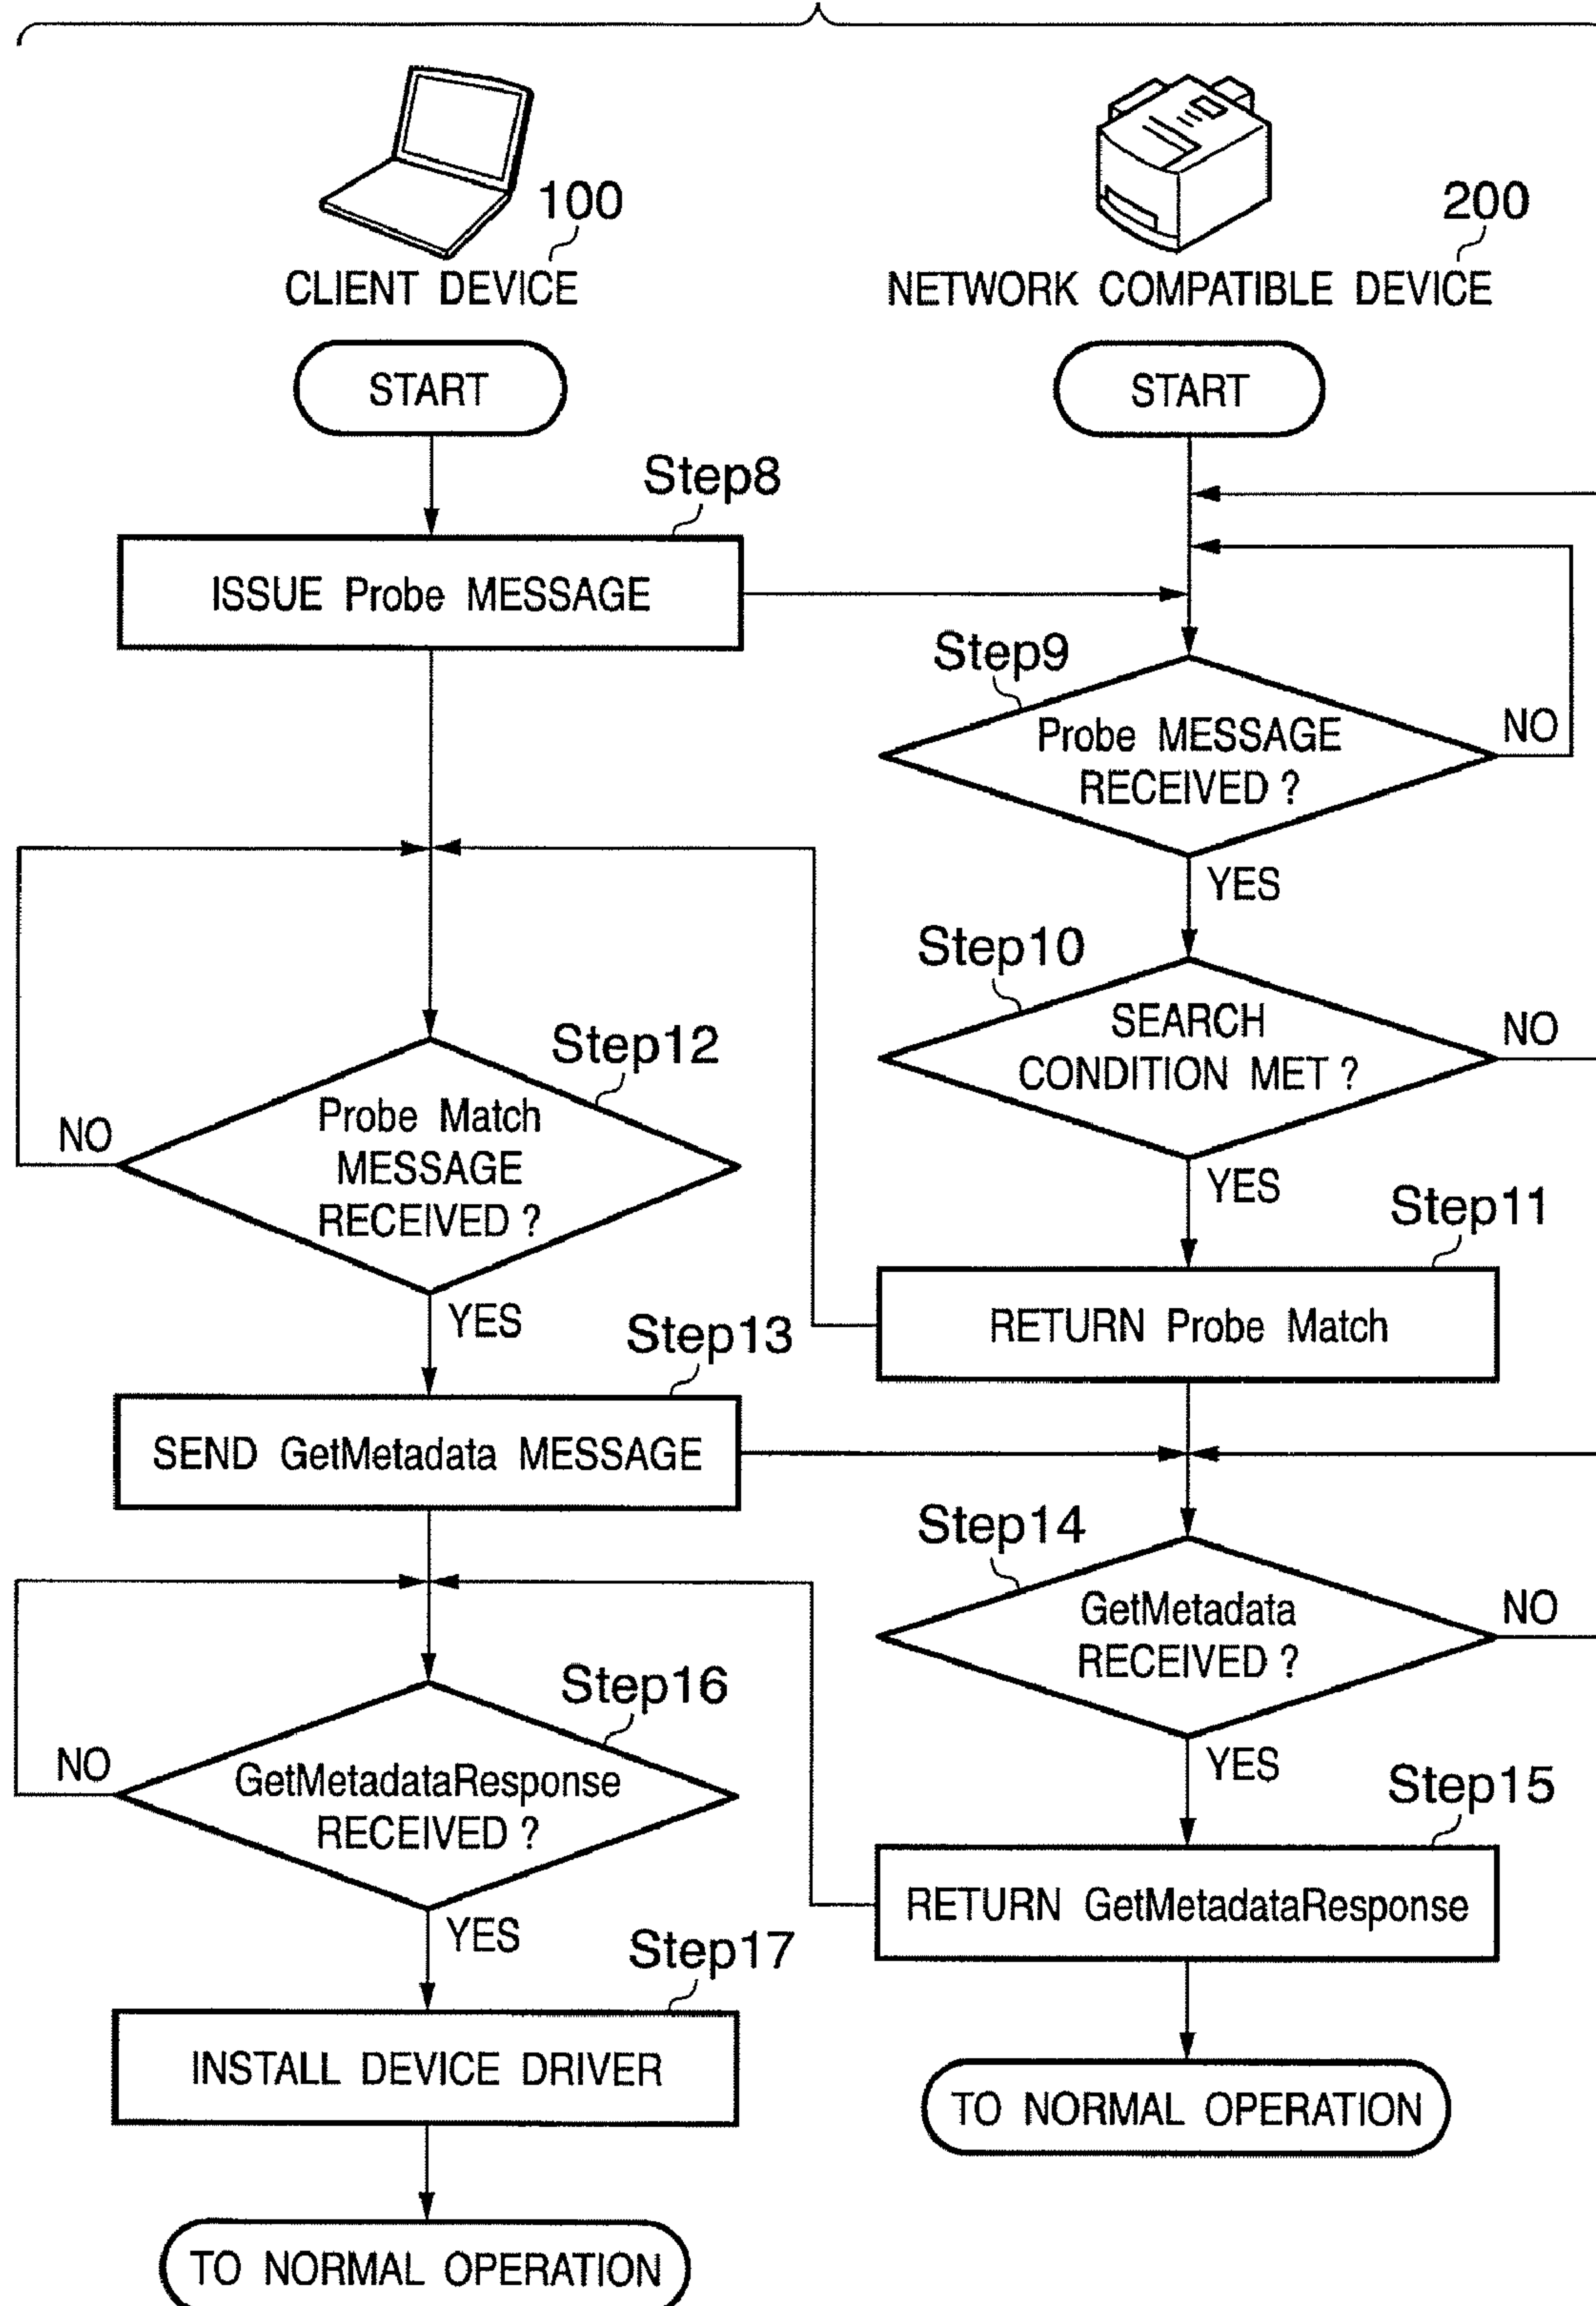 100
200
CLIENT DEVICE
NETWORK COMPATIBLE DEVICE
START
START
Step8
ISSUE Probe MESSAGE
Step9
Probe MESSAGE
RECEIVED ?
NO
YES
Step10
SEARCH
CONDITION MET ?
NO
YES
Step12
Probe Match
MESSAGE
RECEIVED ?
NO
YES
Step11
RETURN Probe Match
Step13
SEND GetMetadata MESSAGE
Step14
GetMetadata
RECEIVED ?
NO
YES
Step16
GetMetadataResponse
RECEIVED ?
NO
YES
Step15
RETURN GetMetadataResponse
Step17
INSTALL DEVICE DRIVER
TO NORMAL OPERATION
TO NORMAL OPERATION